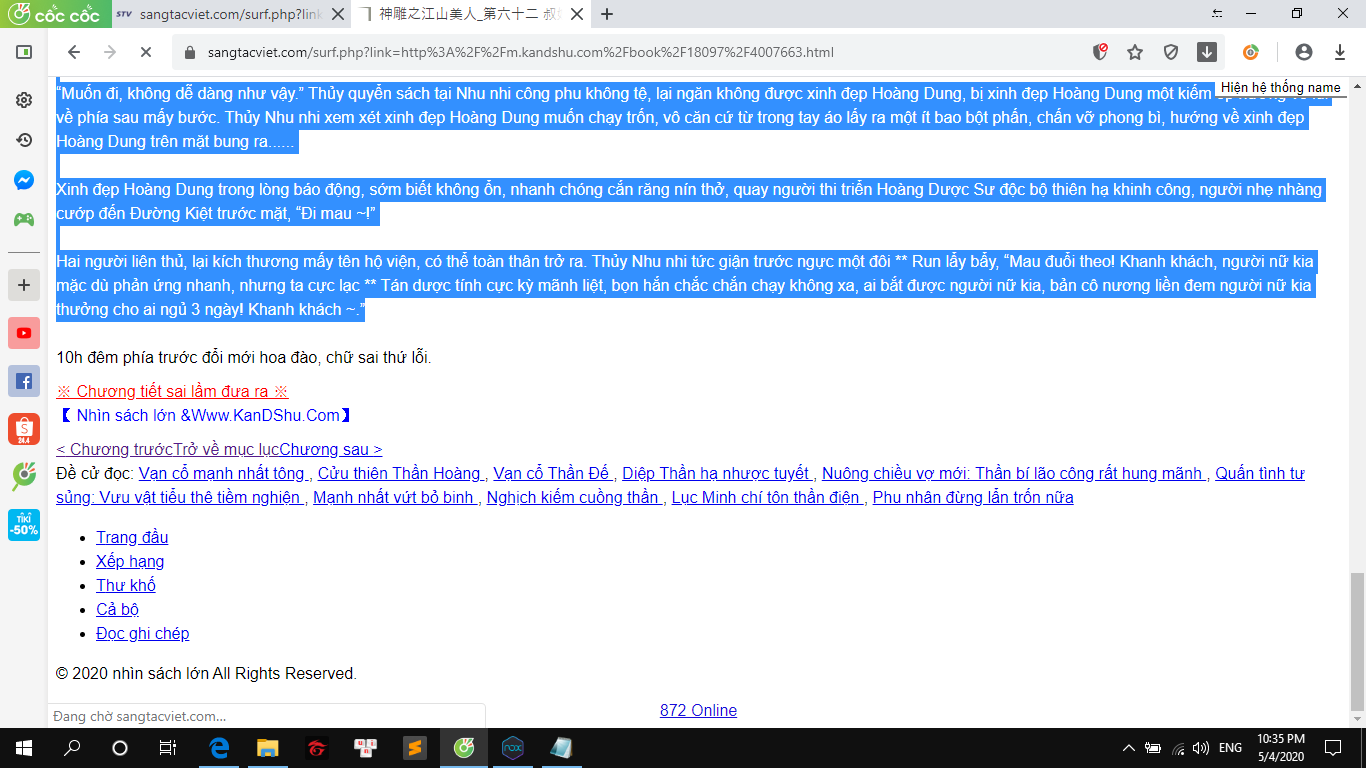 cốc cốc
STV sangtacviet.com/surf.php?link
神雕之江山美人_第六十二 叔
sangtacviet.com/surf.php?link=http%3A%2F%2Fm.kandshu.com%2Fbook%2F18097%2F4007663.html
Hiện hệ thống name
“Muốn đi, không dễ dàng như vậy.” Thủy quyển sách tại Nhu nhi công phu không tệ, lại ngăn không được xinh đẹp Hoàng Dung, bị xinh đẹp Hoàng Dung một kiếm
về phía sau mấy bước. Thủy Nhu nhi xem xét xinh đẹp Hoàng Dung muốn chạy trốn, vô căn cứ từ trong tay áo lấy ra một ít bao bột phấn, chấn vỡ phong bì, hướng về xinh đẹp
Hoàng Dung trên mặt bung ra......
Xinh đẹp Hoàng Dung trong lòng báo động, sớm biết không ổn, nhanh chóng cắn răng nín thở, quay người thi triển Hoàng Dược Sư độc bộ thiên hạ khinh công, người nhẹ nhàng
cướp đến Đường Kiệt trước mặt, “Đi mau ~!”
Hai người liên thủ, lại kích thương mấy tên hộ viện, có thể toàn thân trở ra. Thủy Nhu nhi tức giận trước ngực một đôi ** Run lẩy bẩy, “Mau đuổi theo! Khanh khách, người nữ kia
mặc dù phản ứng nhanh, nhưng ta cực lạc ** Tán dược tính cực kỳ mãnh liệt, bọn hắn chắc chắn chạy không xa, ai bắt được người nữ kia, bản cô nương liền đem người nữ kia
thưởng cho ai ngủ 3 ngày! Khanh khách ~.”
10h đêm phía trước đổi mới hoa đào, chữ sai thứ lỗi.
※ Chương tiết sai lầm đưa ra ※
【 Nhìn sách lớn &Www.KanDShu.Com】
< Chương trướcTrở về mục lụcChương sau >
Đề cử đọc: Vạn cổ mạnh nhất tông , Cửu thiên Thần Hoàng , Vạn cổ Thần Đế , Diệp Thần hạ nhược tuyết , Nuông chiều vợ mới: Thần bí lão công rất hung mãnh , Quấn tình tư
sủng: Vưu vật tiểu thê tiềm nghiện , Mạnh nhất vứt bỏ binh , Nghịch kiếm cuồng thần , Lục Minh chí tôn thần điện , Phu nhân đừng lẩn trốn nữa
Trang đầu
Xếp hạng
Thư khố
Cả bộ
Đọc ghi chép
© 2020 nhìn sách lớn All Rights Reserved.
872 Online
Đang chờ sangtacviet.com...
24.4
TIKI
-50%
nox
ENG
10:35 PM
5/4/2020